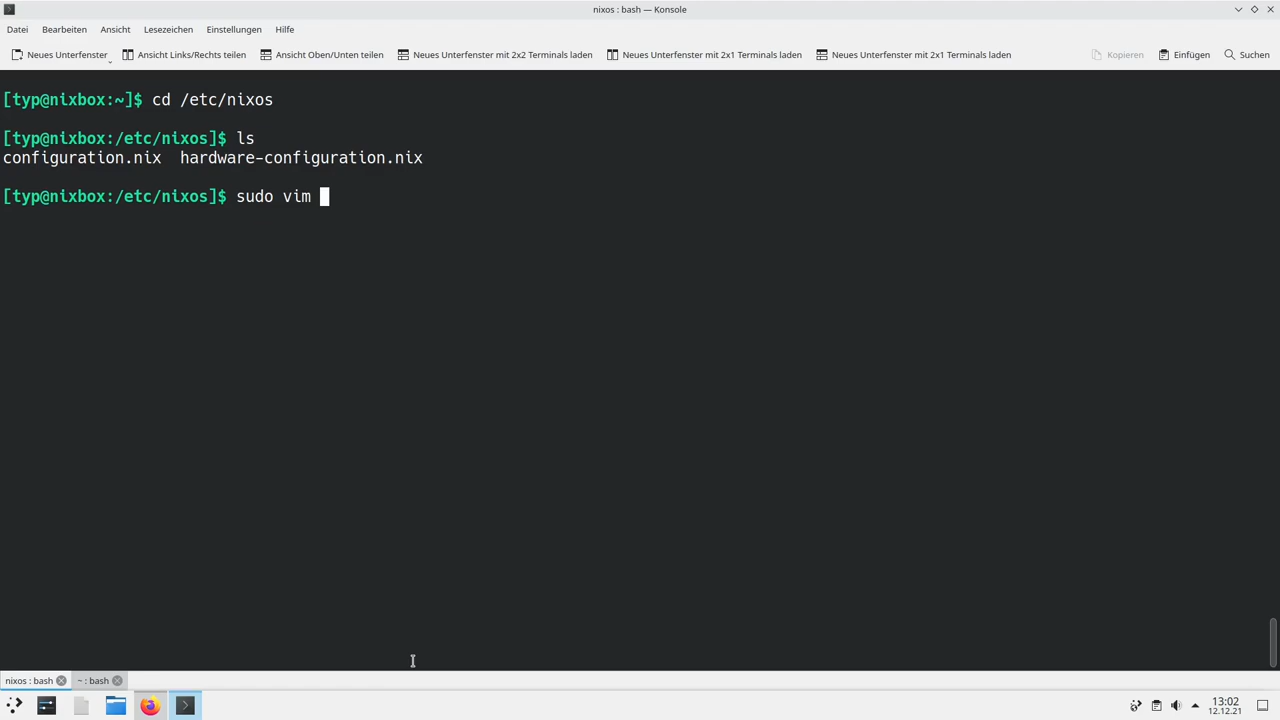 nixos : bash — Konsole
Datei Bearbeiten Ansicht Lesezeichen Einstellungen Hilfe
Neues Unterfenster Ansicht Links/Rechts teilen Ansicht Oben/Unten teilen Neues Unterfenster mit 2x2 Terminals laden Neues Unterfenster mit 2x1 Terminals laden Neues Unterfenster mit 2x1 Terminals laden Kopieren Einfügen Suchen
[typ@nixbox:~]$ cd /etc/nixos
[typ@nixbox:/etc/nixos]$ ls
configuration.nix  hardware-configuration.nix
[typ@nixbox:/etc/nixos]$ sudo vim
nixos : bash ~ : bash
13:02
12.12.21